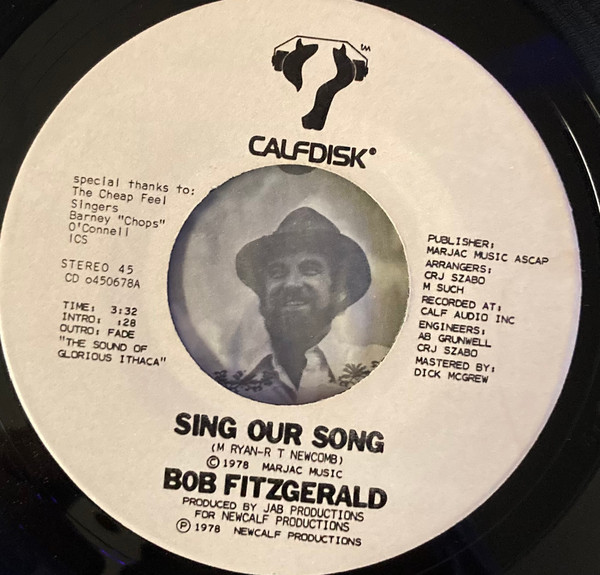 TM
CALFDISK®
special thanks to:
The Cheap Feel
Singers
Barney "Chops"
O'Connell
ICS
STEREO 45
CD o450678A
TIME: 3:32
INTRO: :28
OUTRO: FADE
"THE SOUND OF
GLORIOUS ITHACA"
PUBLISHER:
MARJAC MUSIC ASCAP
ARRANGERS:
CRJ SZABO
M SUCH
RECORDED AT:
CALF AUDIO INC
ENGINEERS:
AB GRUNWELL
CRJ SZABO
MASTERED BY:
DICK MCGREW
SING OUR SONG
(M RYAN-R T NEWCOMB)
© 1978 MARJAC MUSIC
BOB FITZGERALD
PRODUCED BY JAB PRODUCTIONS
FOR NEWCALF PRODUCTIONS
℗ 1978 NEWCALF PRODUCTIONS